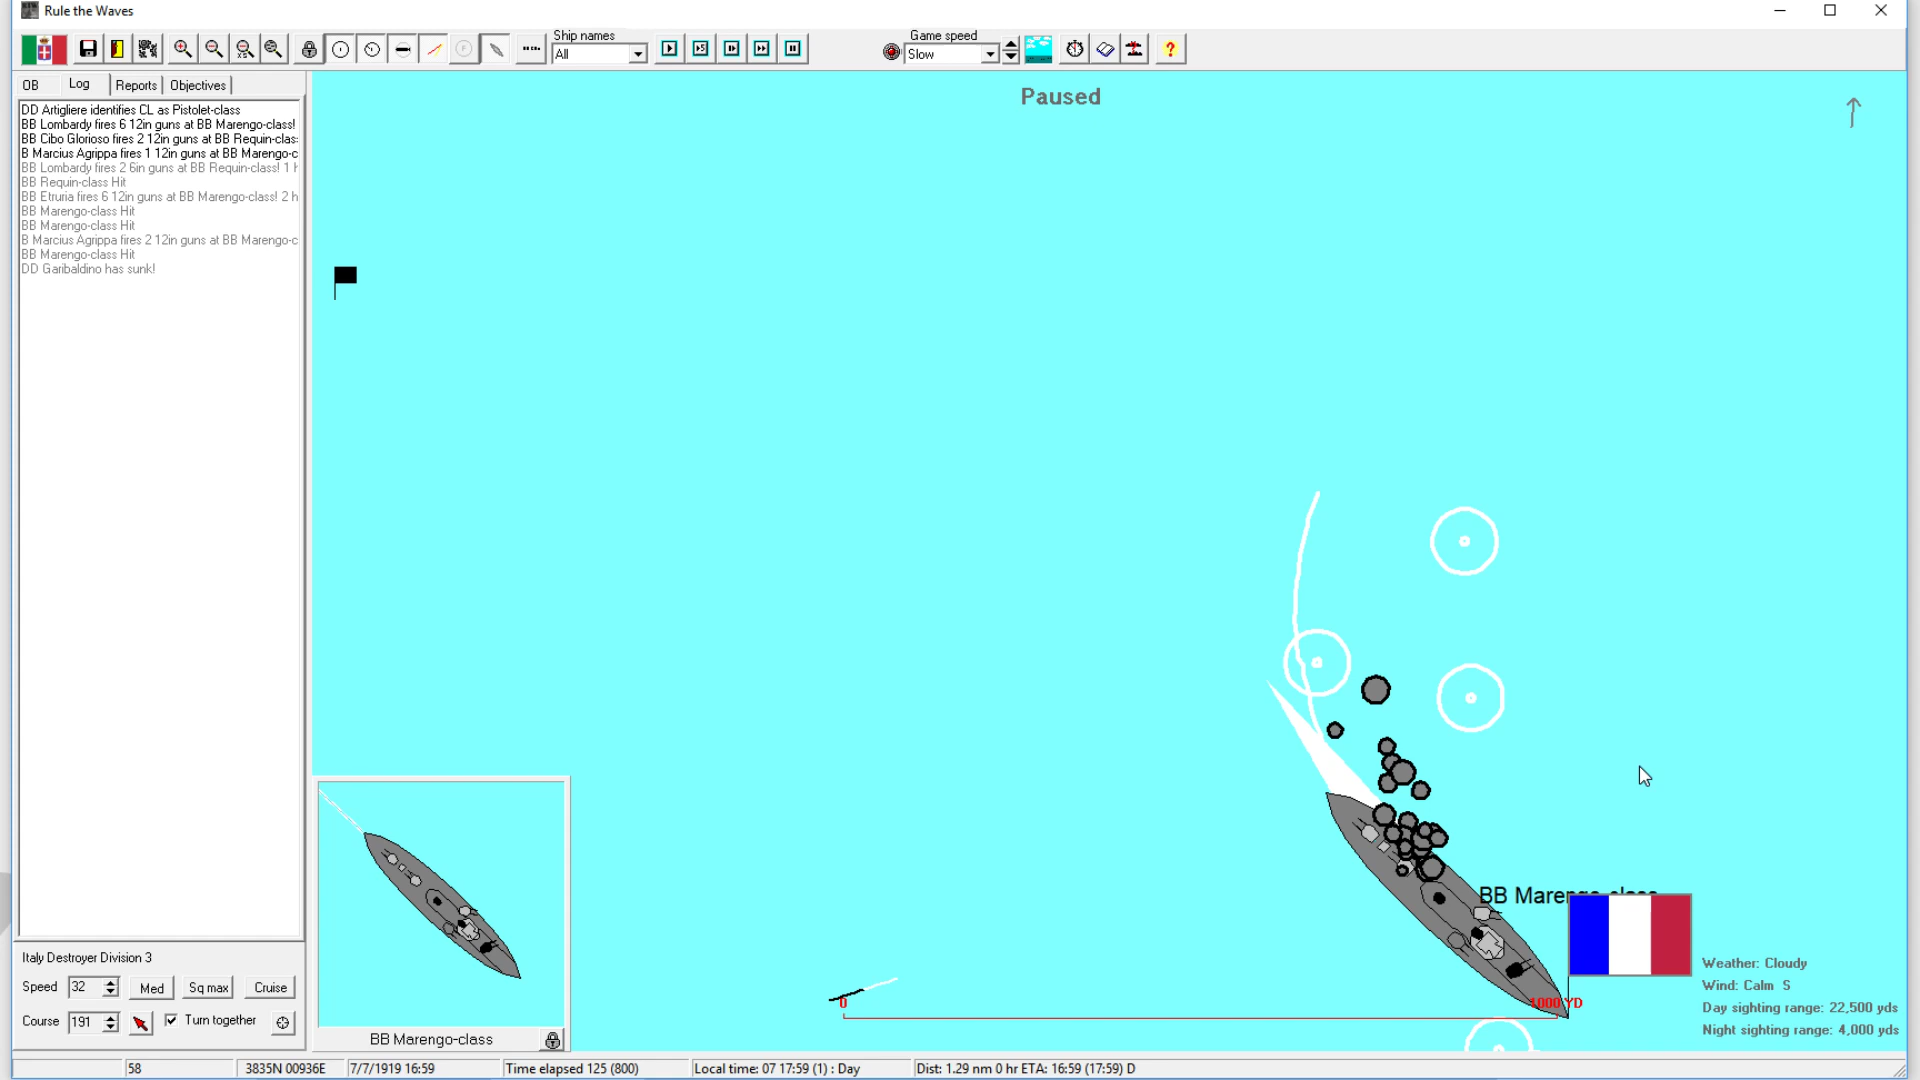 Rule the Waves
Ship names
All
Game speed
Slow
OB
Log
Reports
Objectives
DD Artigliere identifies CL as Pistolet-class
BB Lombardy fires 6 12in guns at BB Marengo-class!
BB Cibo Glorioso fires 2 12in guns at BB Requin-clas
B Marcius Agrippa fires 1 12in guns at BB Marengo-c
BB Lombardy fires 2 6in guns at BB Requin-class! 1 h
BB Requin-class Hit
BB Etruria fires 6 12in guns at BB Marengo-class! 2 h
BB Marengo-class Hit
BB Marengo-class Hit
B Marcius Agrippa fires 2 12in guns at BB Marengo-c
BB Marengo-class Hit
DD Garibaldino has sunk!
Paused
BB Marengo-class
0
1000 YD
Weather: Cloudy
Wind: Calm S
Day sighting range: 22,500 yds
Night sighting range: 4,000 yds
Italy Destroyer Division 3
Speed 32 Med Sq max Cruise
Course 191 Turn together
BB Marengo-class
58
3835N 00936E
7/7/1919 16:59
Time elapsed 125 (800)
Local time: 07 17:59 (1) : Day
Dist: 1.29 nm 0 hr ETA: 16:59 (17:59) D